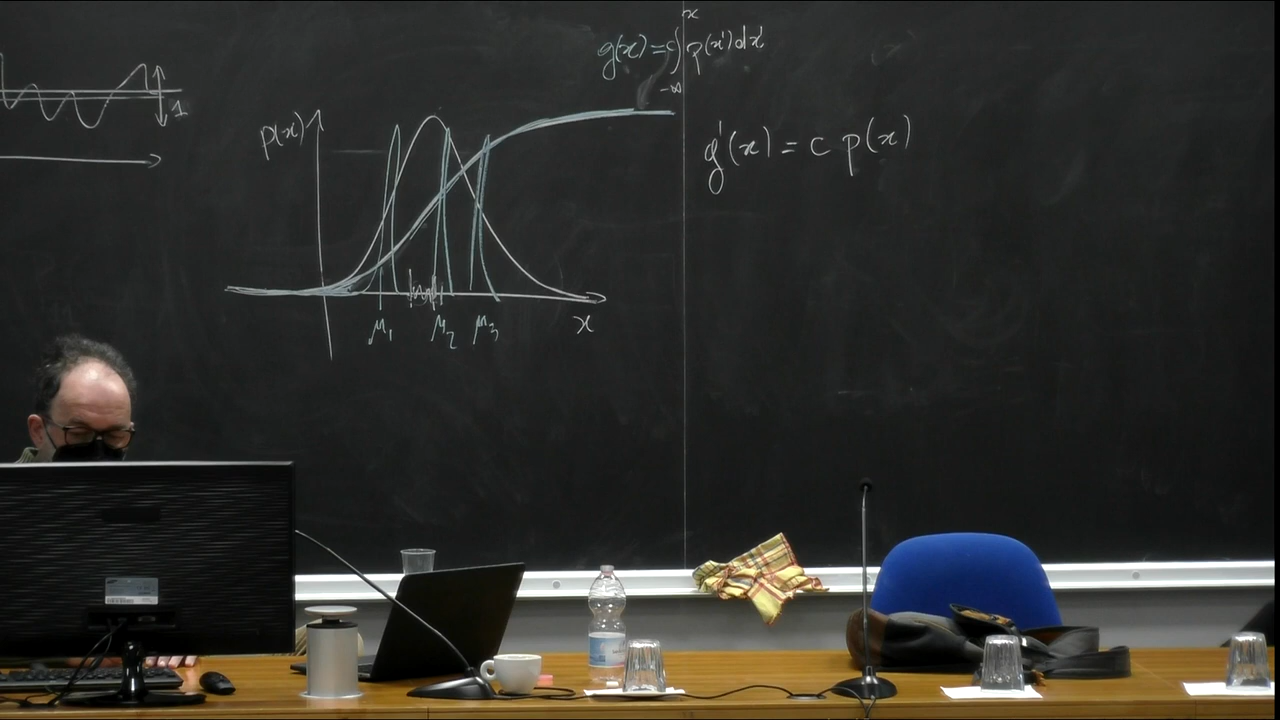 1
g(x) = c∫_{-∞}^{x} p(x')dx'
p(x)
g'(x) = c p(x)
μ₁ μ₂ μ₃ x